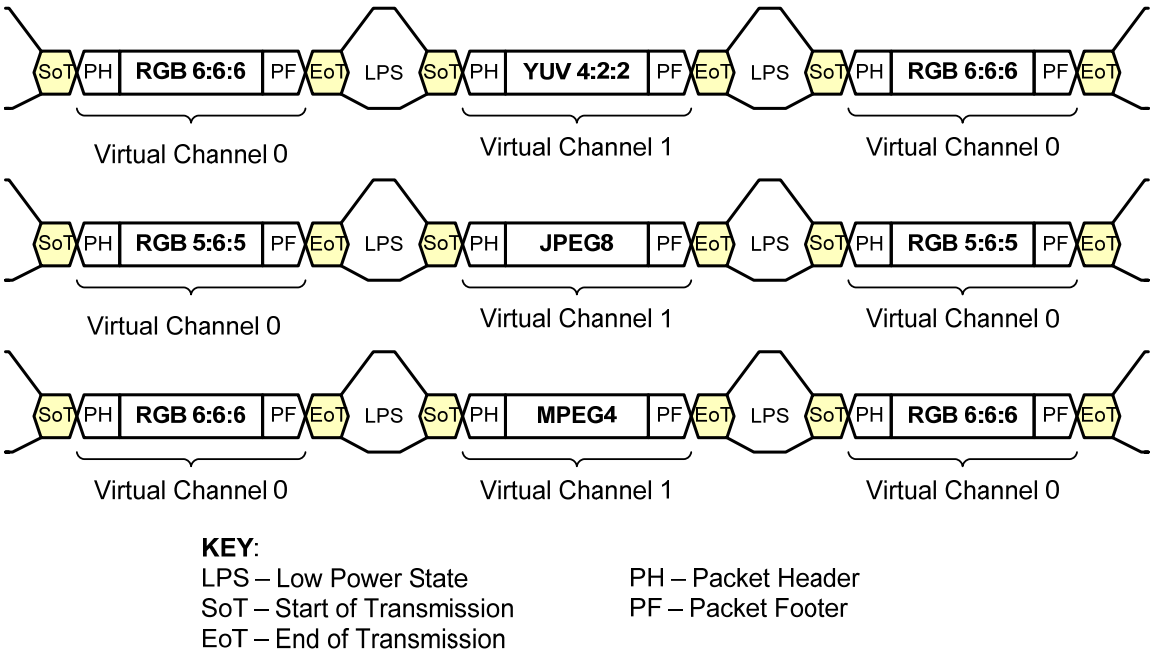 SoT PH RGB 6:6:6 PF EoT LPS SoT PH YUV 4:2:2 PF EoT LPS SoT PH RGB 6:6:6 PF EoT
Virtual Channel 0 Virtual Channel 1 Virtual Channel 0
SoT PH RGB 5:6:5 PF EoT LPS SoT PH JPEG8 PF EoT LPS SoT PH RGB 5:6:5 PF EoT
Virtual Channel 0 Virtual Channel 1 Virtual Channel 0
SoT PH RGB 6:6:6 PF EoT LPS SoT PH MPEG4 PF EoT LPS SoT PH RGB 6:6:6 PF EoT
Virtual Channel 0 Virtual Channel 1 Virtual Channel 0
KEY:
LPS – Low Power State PH – Packet Header
SoT – Start of Transmission PF – Packet Footer
EoT – End of Transmission